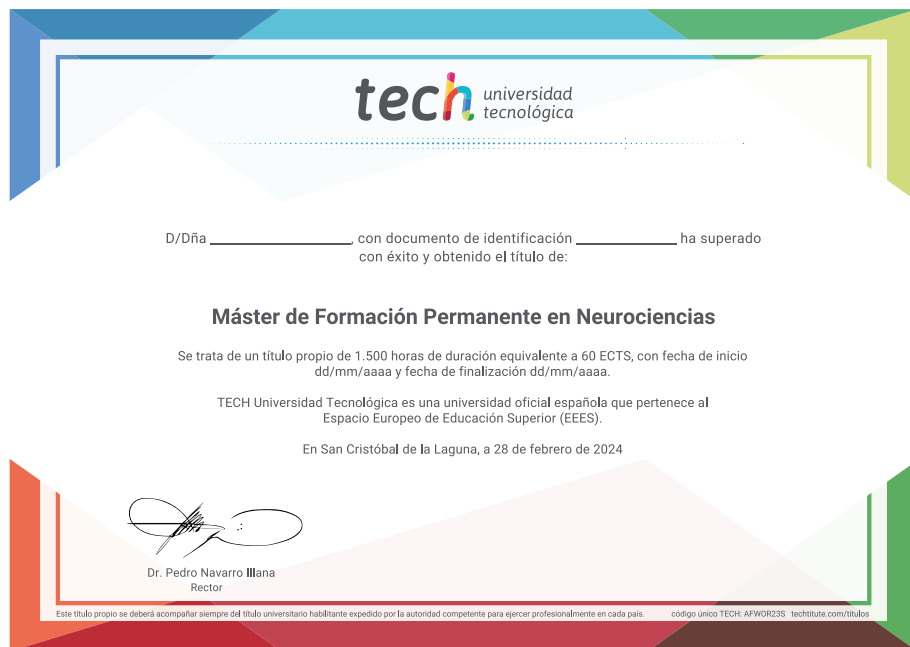 tech universidad
tecnológica
D/Dña ________________, con documento de identificación ____________ ha superado
con éxito y obtenido el título de:
Máster de Formación Permanente en Neurociencias
Se trata de un título propio de 1.500 horas de duración equivalente a 60 ECTS, con fecha de inicio
dd/mm/aaaa y fecha de finalización dd/mm/aaaa.
TECH Universidad Tecnológica es una universidad oficial española que pertenece al
Espacio Europeo de Educación Superior (EEES).
En San Cristóbal de la Laguna, a 28 de febrero de 2024
Dr. Pedro Navarro Illana
Rector
Este título propio se deberá acompañar siempre del título universitario habilitante expedido por la autoridad competente para ejercer profesionalmente en cada país. código único TECH: AFWOR23S techtitute.com/titulos